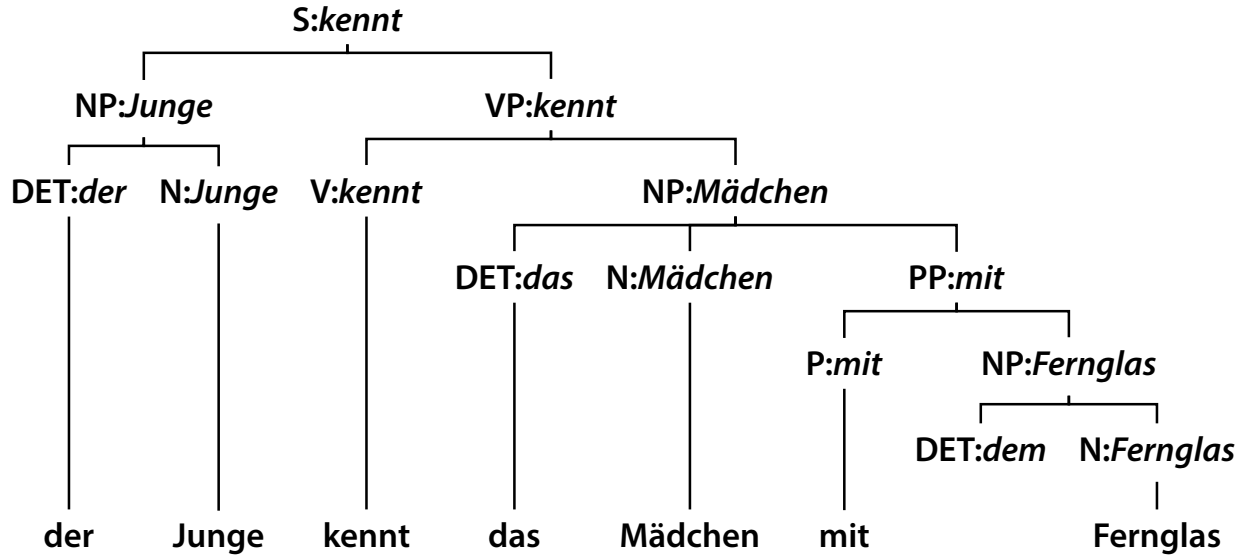 S:kennt
NP:Junge VP:kennt
DET:der N:Junge V:kennt NP:Mädchen
DET:das N:Mädchen PP:mit
P:mit NP:Fernglas
DET:dem N:Fernglas
der Junge kennt das Mädchen mit Fernglas